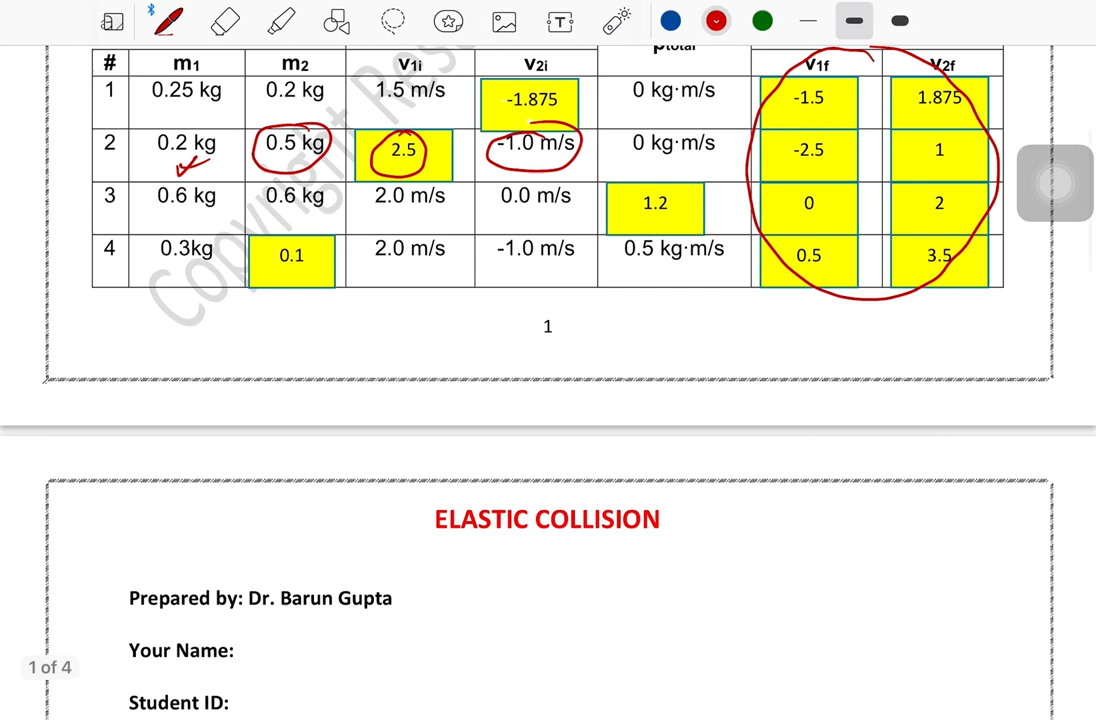 Ptotal
# m1 m2 v1i v2i v1f v2f
1 0.25 kg 0.2 kg 1.5 m/s -1.875 0 kg·m/s -1.5 1.875
2 0.2 kg 0.5 kg 2.5 -1.0 m/s 0 kg·m/s -2.5 1
3 0.6 kg 0.6 kg 2.0 m/s 0.0 m/s 1.2 0 2
4 0.3kg 0.1 2.0 m/s -1.0 m/s 0.5 kg·m/s 0.5 3.5
Copyright Res
1
ELASTIC COLLISION
Prepared by: Dr. Barun Gupta
Your Name:
1 of 4
Student ID: